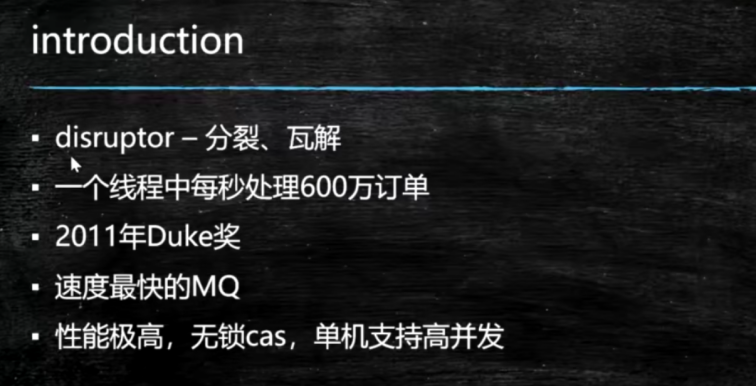 introduction
disruptor – 分裂、瓦解
一个线程中每秒处理600万订单
2011年Duke奖
速度最快的MQ
性能极高，无锁cas，单机支持高并发